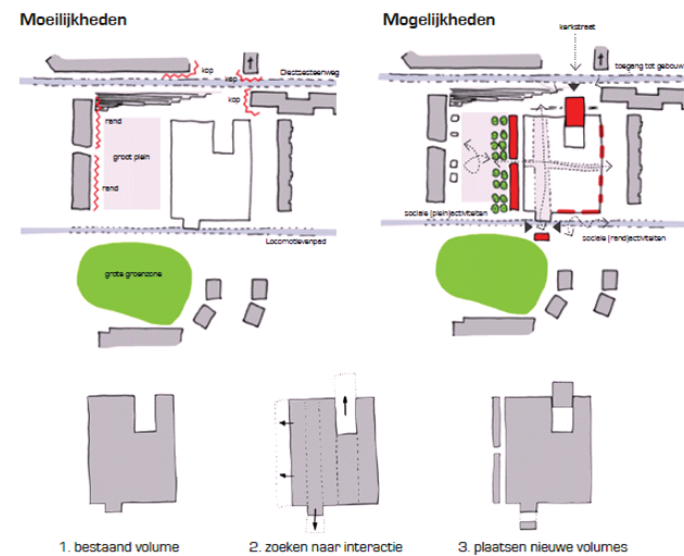 Moeilijkheden
kop
kop
Diestsesteenweg
kop
rand
groot plein
rand
Locomotievenpad
grote groenzone
Mogelijkheden
kerkstraat
toegang tot gebouw
sociale (plein)activiteiten
sociale (rand)activiteiten
1. bestaand volume
2. zoeken naar interactie
3. plaatsen nieuwe volumes